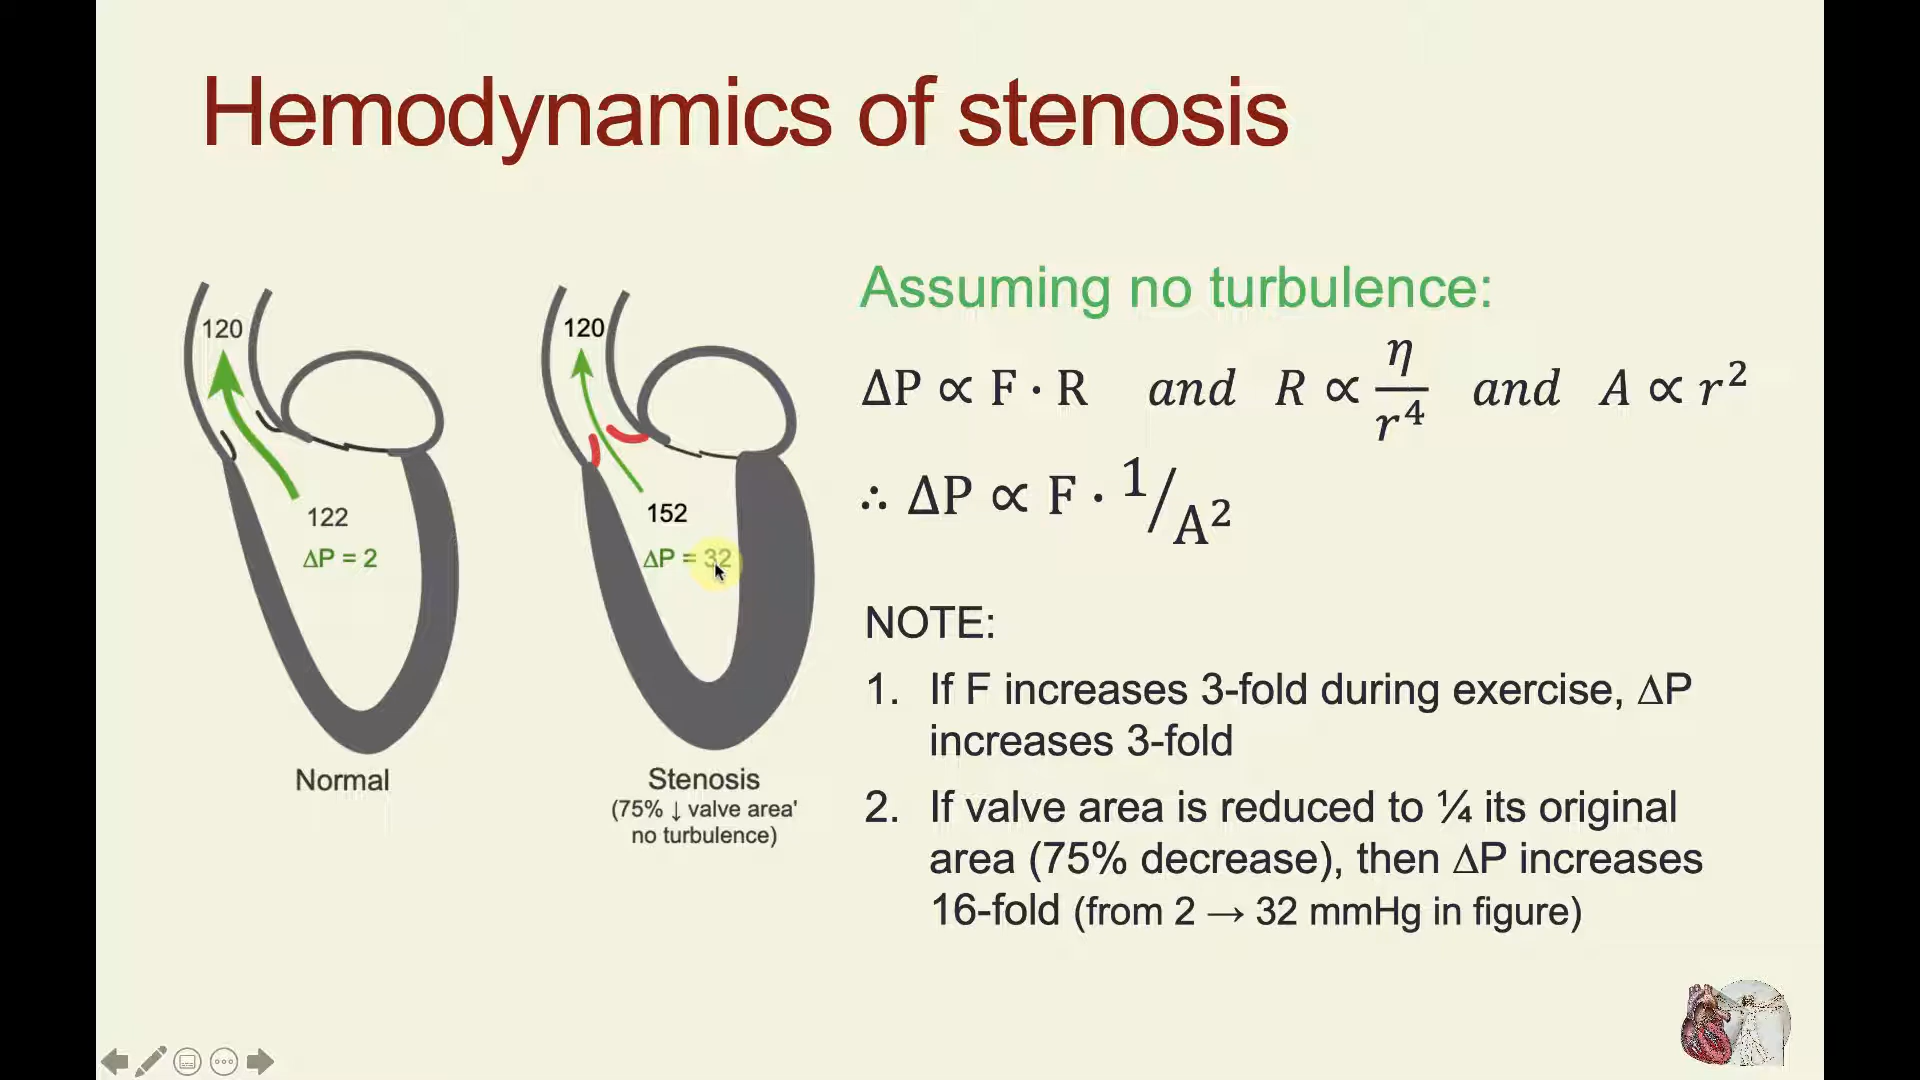 Hemodynamics of stenosis
120
122
ΔP = 2
Normal
120
152
ΔP = 32
Stenosis
(75% ↓ valve area'
no turbulence)
Assuming no turbulence:
ΔP ∝ F · R and R ∝ η/r⁴ and A ∝ r²
∴ ΔP ∝ F · 1/A²
NOTE:
1. If F increases 3-fold during exercise, ΔP
increases 3-fold
2. If valve area is reduced to ¼ its original
area (75% decrease), then ΔP increases
16-fold (from 2 → 32 mmHg in figure)